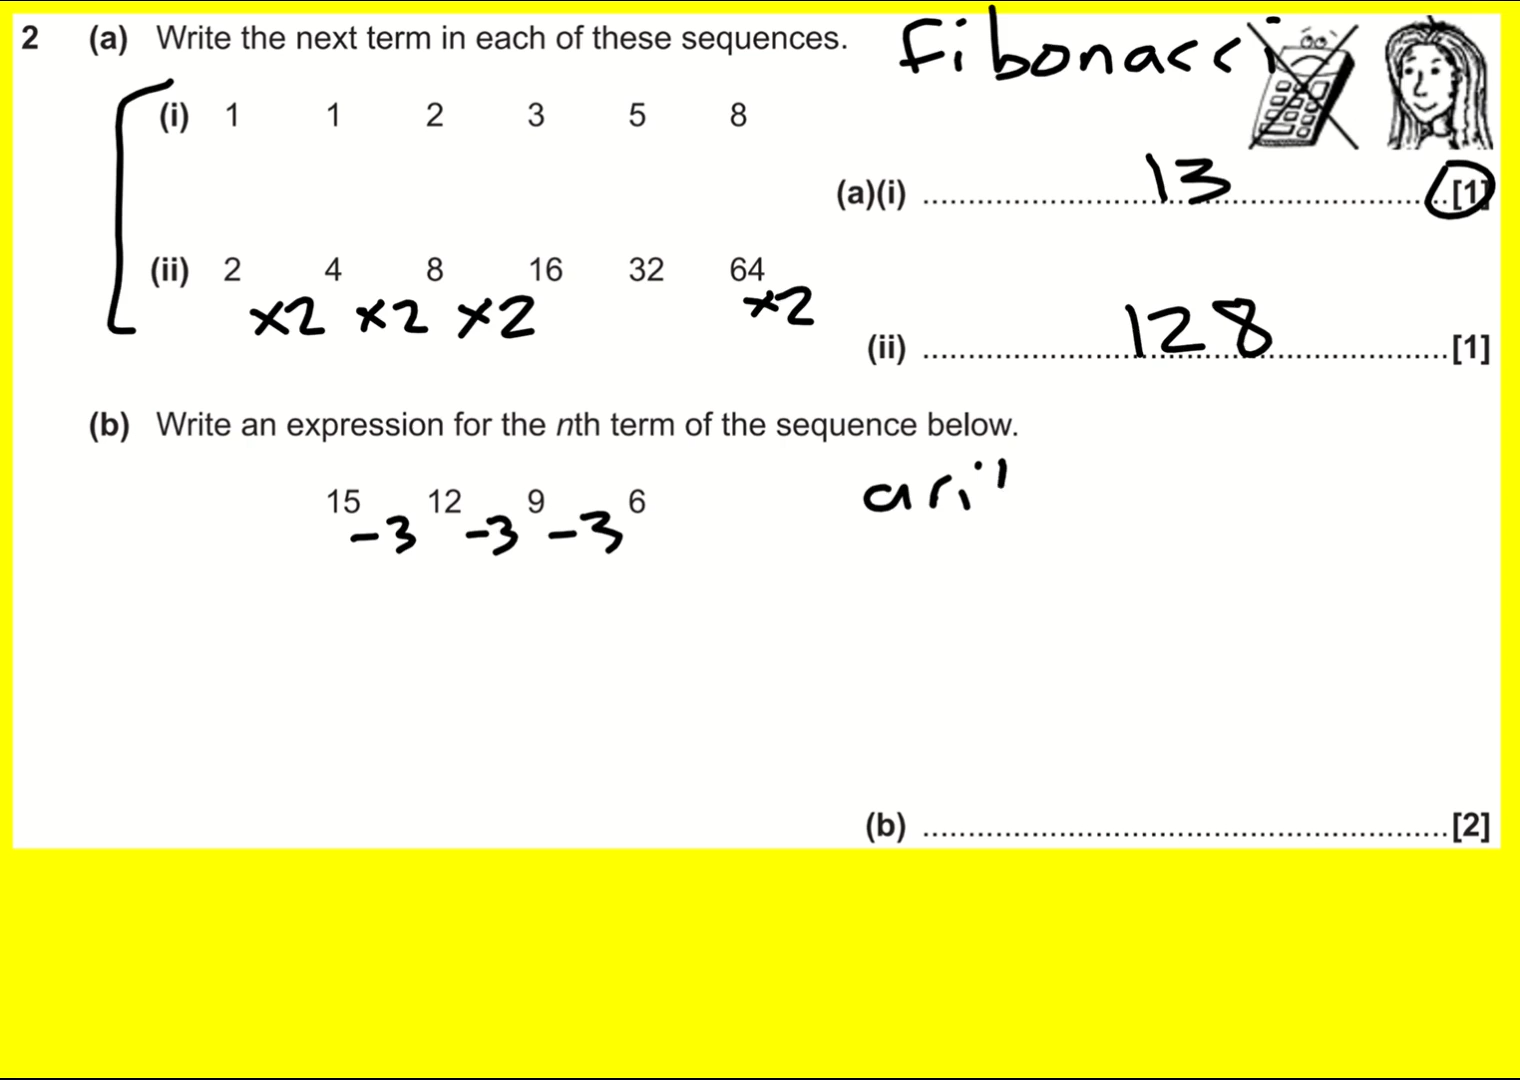 2 (a) Write the next term in each of these sequences. Fibonacci
(i) 1 1 2 3 5 8
(a)(i) ........................................................ 13 [1]
(ii) 2 4 8 16 32 64
×2 ×2 ×2 ×2
(ii) ........................................................ 128 [1]
(b) Write an expression for the nth term of the sequence below.
15 12 9 6
-3 -3 -3
(b) ........................................................ [2]